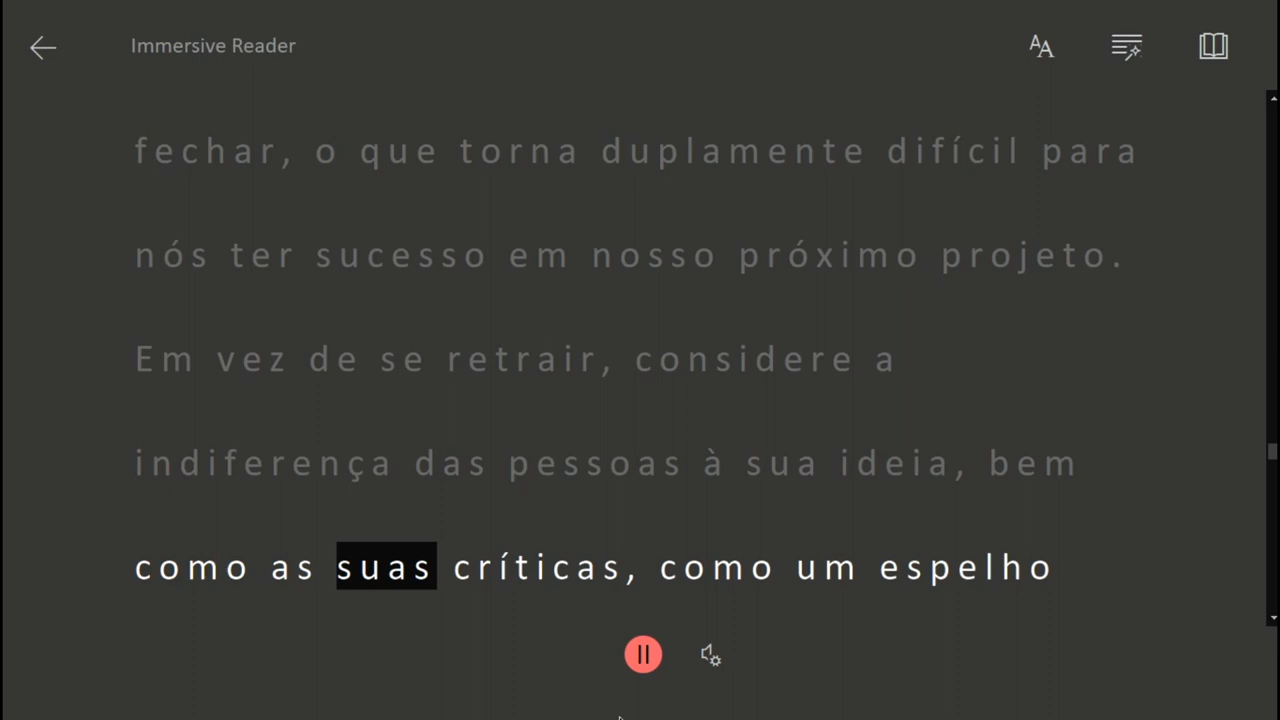 Immersive Reader
fechar, o que torna duplamente difícil para
nós ter sucesso em nosso próximo projeto.
Em vez de se retrair, considere a
indiferença das pessoas à sua ideia, bem
como as suas críticas, como um espelho